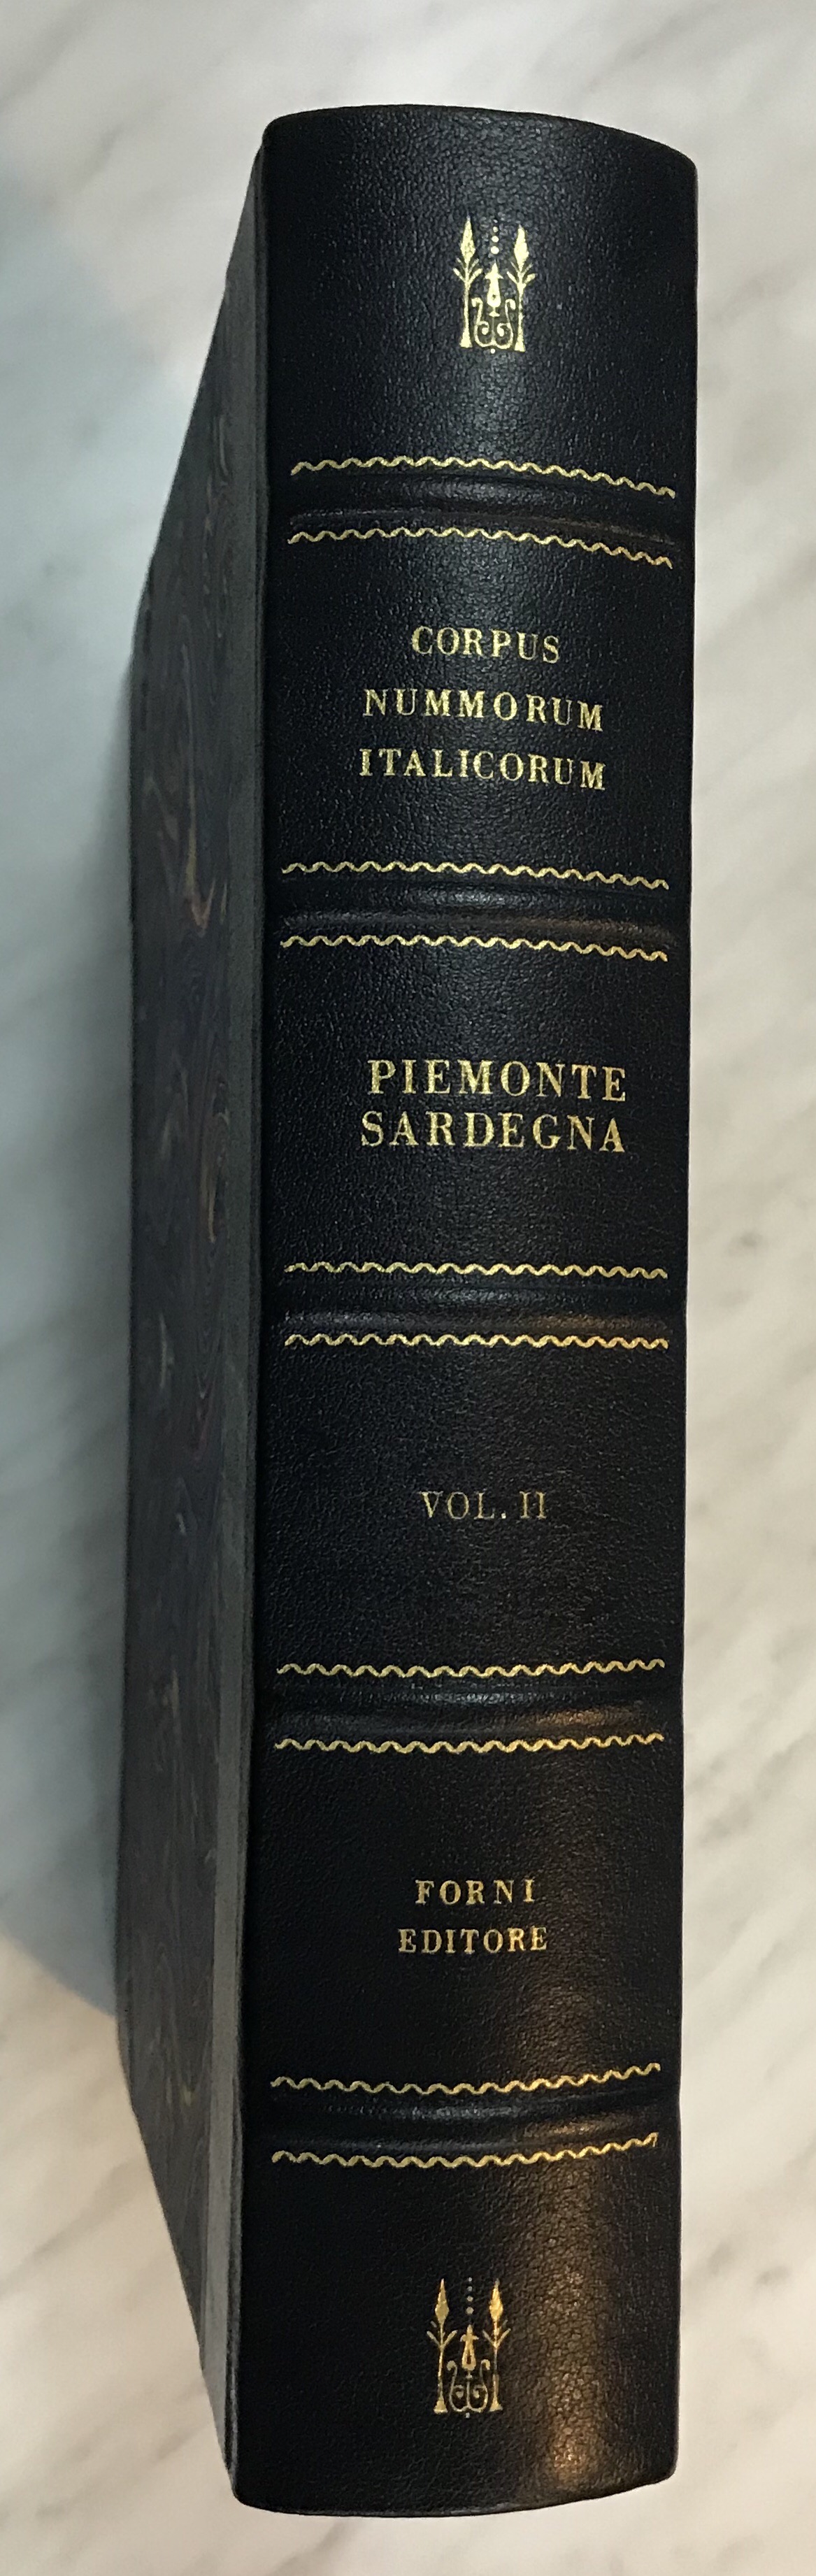 CORPUS
NUMMORUM
ITALICORUM
PIEMONTE
SARDEGNA
VOL. II
FORNI
EDITORE